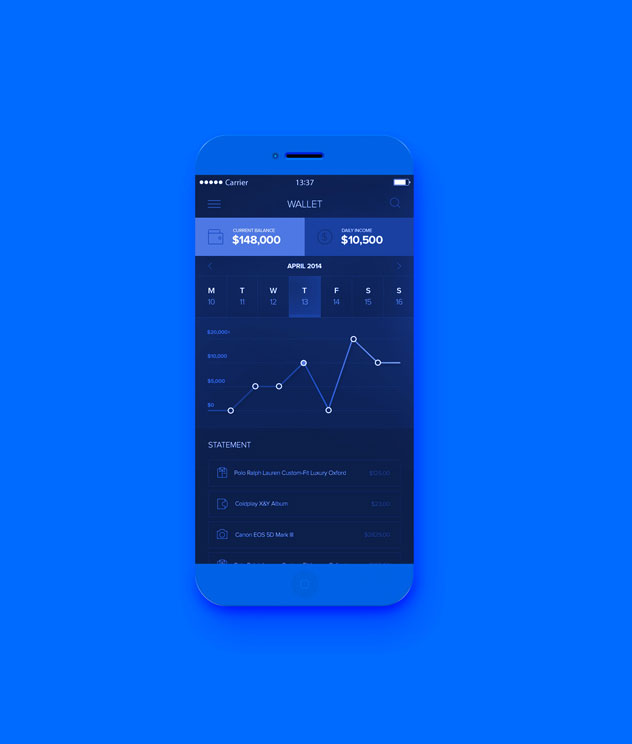 Carrier 13:37
WALLET
CURRENT BALANCE
$148,000
DAILY INCOME
$10,500
APRIL 2014
M T W T F S S
10 11 12 13 14 15 16
$20,000+
$10,000
$5,000
$0
STATEMENT
Polo Ralph Lauren Custom-Fit Luxury Oxford $125.00
Coldplay X&Y Album $23.00
Canon EOS 5D Mark III